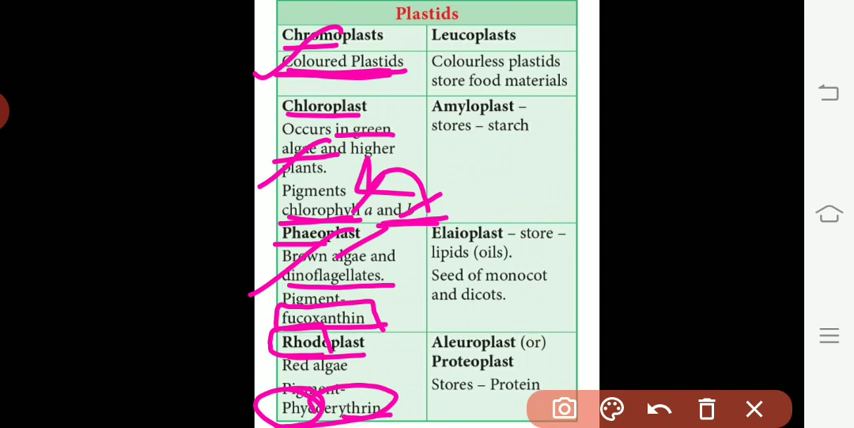 Plastids
Chromoplasts
Leucoplasts
Coloured Plastids
Colourless plastids
store food materials
Chloroplast
Occurs in green
algae and higher
plants.
Pigments
chlorophyll a and b
Amyloplast –
stores – starch
Phaeoplast
Brown algae and
dinoflagellates.
Pigment-
fucoxanthin
Elaioplast – store –
lipids (oils).
Seed of monocot
and dicots.
Rhodoplast
Red algae
Pigment-
Phycoerythrin
Aleuroplast (or)
Proteoplast
Stores – Protein